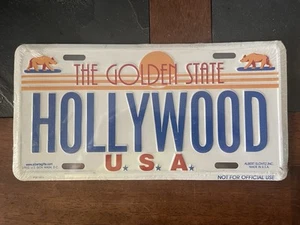 THE GOLDEN STATE
HOLLYWOOD
U.S.A.
NOT FOR OFFICIAL USE